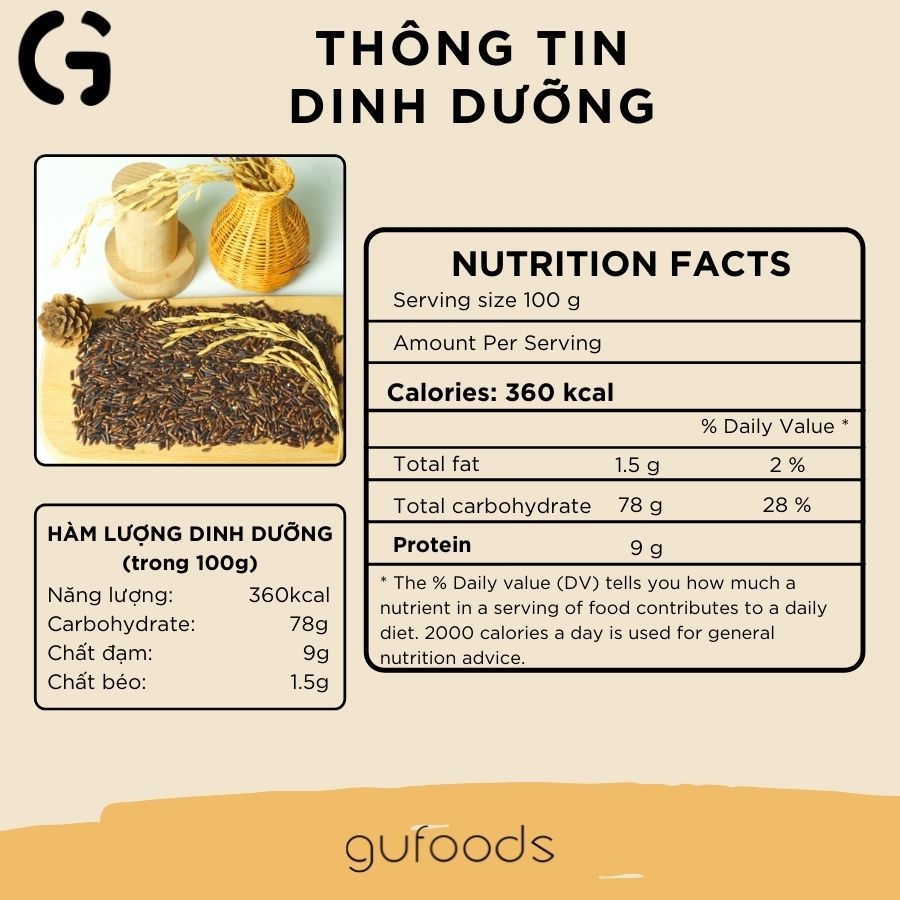 THÔNG TIN
DINH DƯỠNG
NUTRITION FACTS
Serving size 100 g
Amount Per Serving
Calories: 360 kcal
% Daily Value *
Total fat 1.5 g 2 %
Total carbohydrate 78 g 28 %
Protein 9 g
* The % Daily value (DV) tells you how much a
nutrient in a serving of food contributes to a daily
diet. 2000 calories a day is used for general
nutrition advice.
HÀM LƯỢNG DINH DƯỠNG
(trong 100g)
Năng lượng: 360kcal
Carbohydrate: 78g
Chất đạm: 9g
Chất béo: 1.5g
gufoods